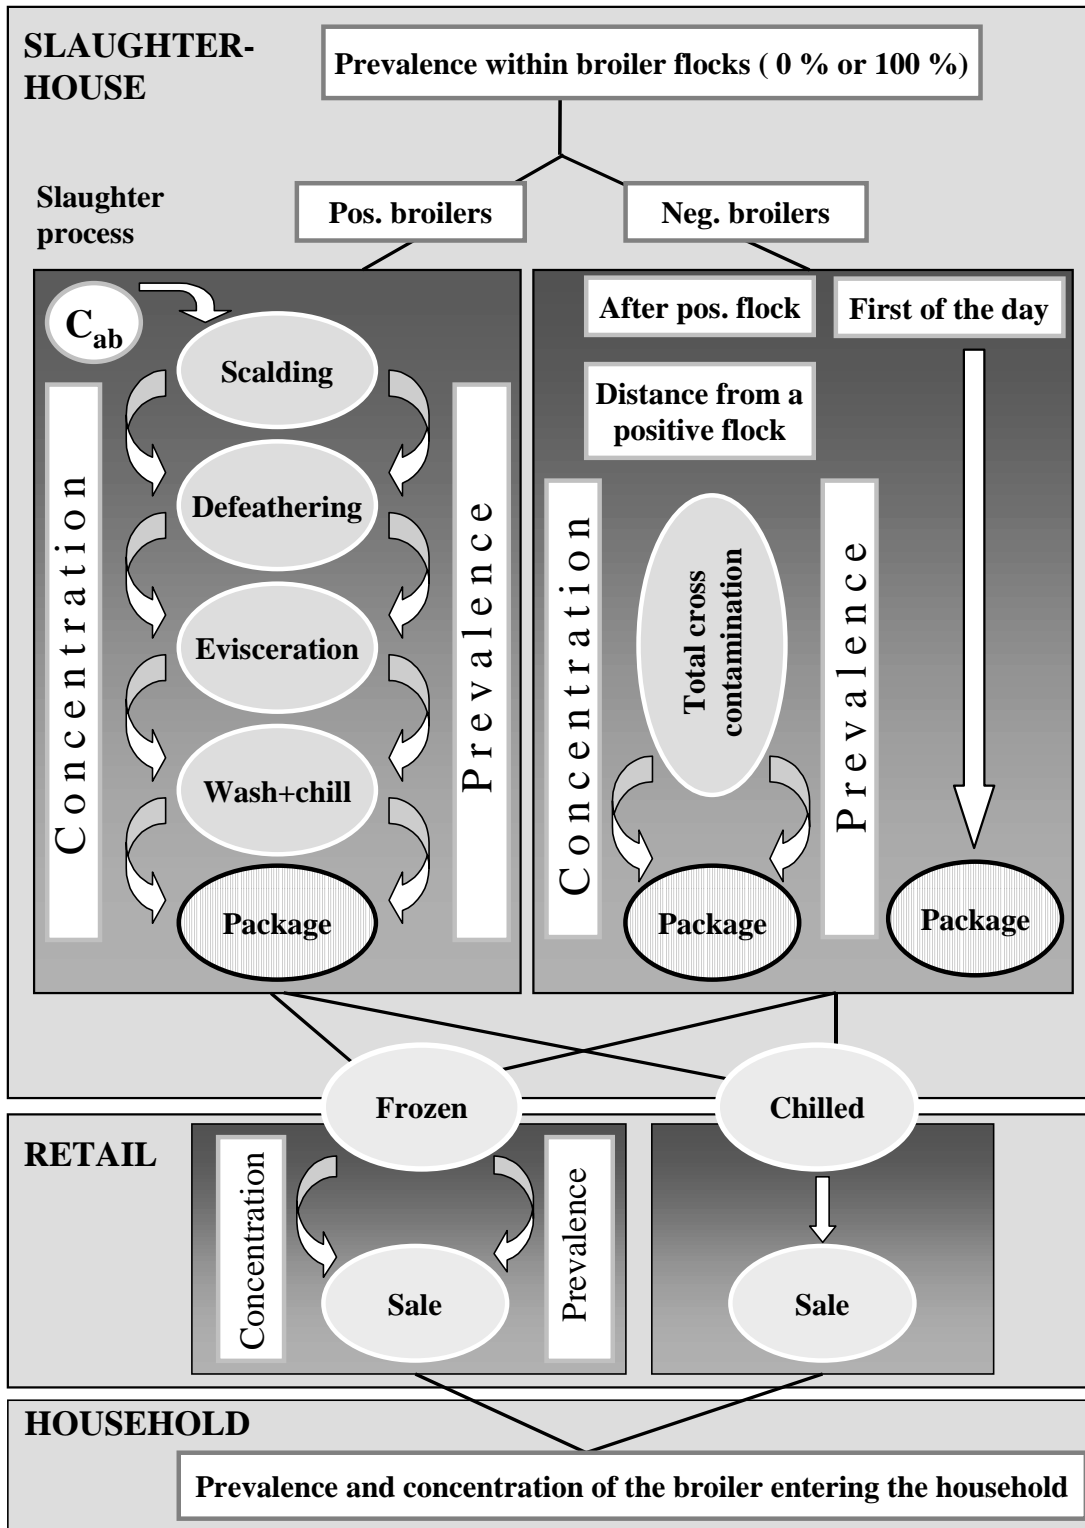 SLAUGHTER-
HOUSE
Prevalence within broiler flocks ( 0 % or 100 %)
Slaughter
process
Pos. broilers
Neg. broilers
C ab
Scalding
Defeathering
Evisceration
Wash+chill
Package
Concentration
Prevalence
After pos. flock
First of the day
Distance from a
positive flock
Concentration
Total cross
contamination
Prevalence
Package
Package
Frozen
Chilled
RETAIL
Concentration
Prevalence
Sale
Sale
HOUSEHOLD
Prevalence and concentration of the broiler entering the household